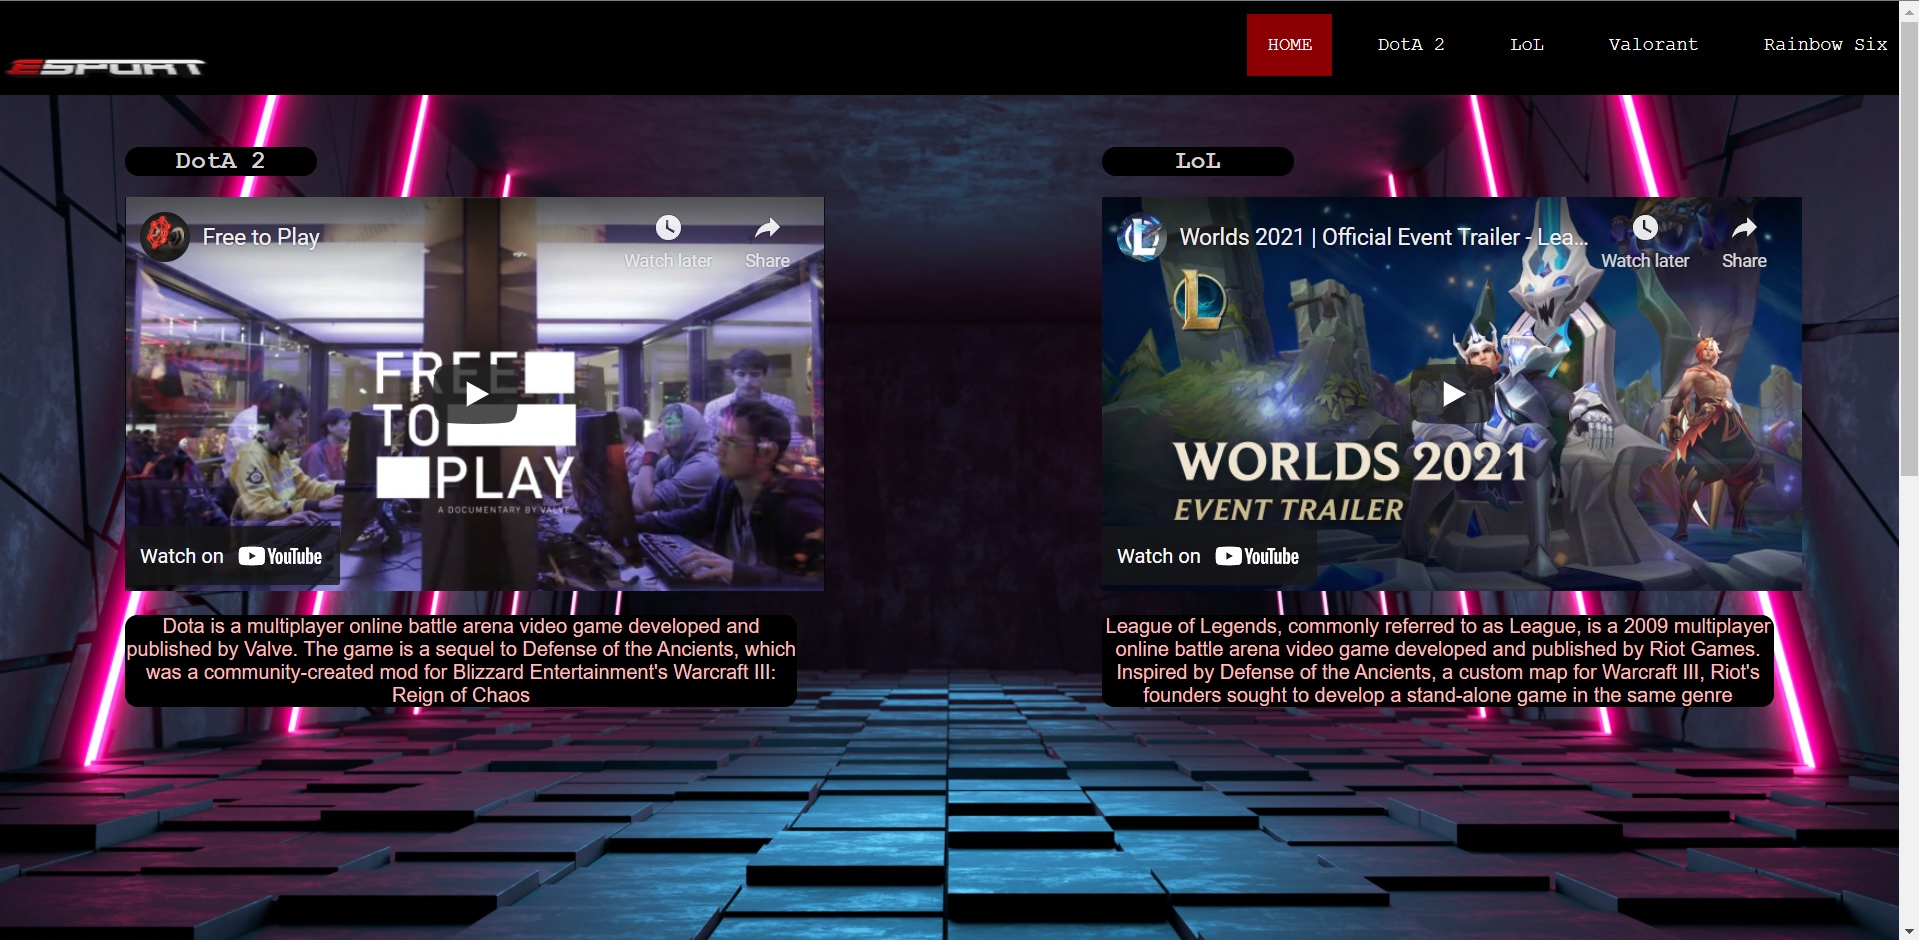 ESPORT
HOME DotA 2 LoL Valorant Rainbow Six
DotA 2
Free to Play
Watch later Share
FREE
TO
PLAY
A DOCUMENTARY BY VALVE
Watch on YouTube
Dota is a multiplayer online battle arena video game developed and
published by Valve. The game is a sequel to Defense of the Ancients, which
was a community-created mod for Blizzard Entertainment's Warcraft III:
Reign of Chaos
LoL
Worlds 2021 | Official Event Trailer - Lea...
Watch later Share
L
WORLDS 2021
EVENT TRAILER
Watch on YouTube
League of Legends, commonly referred to as League, is a 2009 multiplayer
online battle arena video game developed and published by Riot Games.
Inspired by Defense of the Ancients, a custom map for Warcraft III, Riot's
founders sought to develop a stand-alone game in the same genre